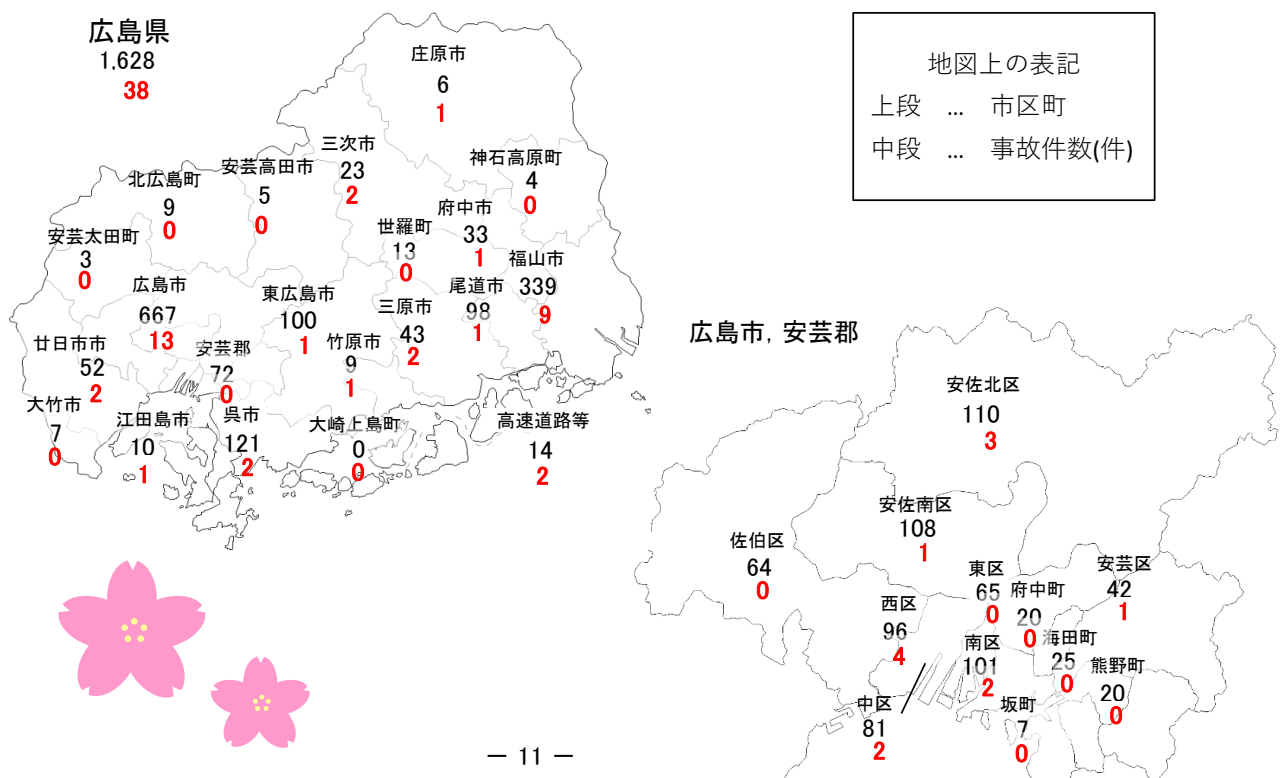 広島県
1,628
38
地図上の表記
上段 … 市区町
中段 … 事故件数(件)
庄原市
6
1
三次市
23
2
神石高原町
4
0
安芸高田市
5
0
北広島町
9
0
府中市
33
1
世羅町
13
0
安芸太田町
3
0
福山市
339
9
広島市
667
13
東広島市
100
1
尾道市
98
1
三原市
43
2
廿日市市
52
2
安芸郡
72
0
竹原市
9
1
大竹市
7
0
江田島市
10
1
呉市
121
2
大崎上島町
0
0
高速道路等
14
2
広島市,安芸郡
安佐北区
110
3
安佐南区
108
1
佐伯区
64
0
東区
65
0
府中町
20
0
安芸区
42
1
西区
96
4
南区
101
2
海田町
25
0
熊野町
20
0
中区
81
2
坂町
7
0
― 11 ―